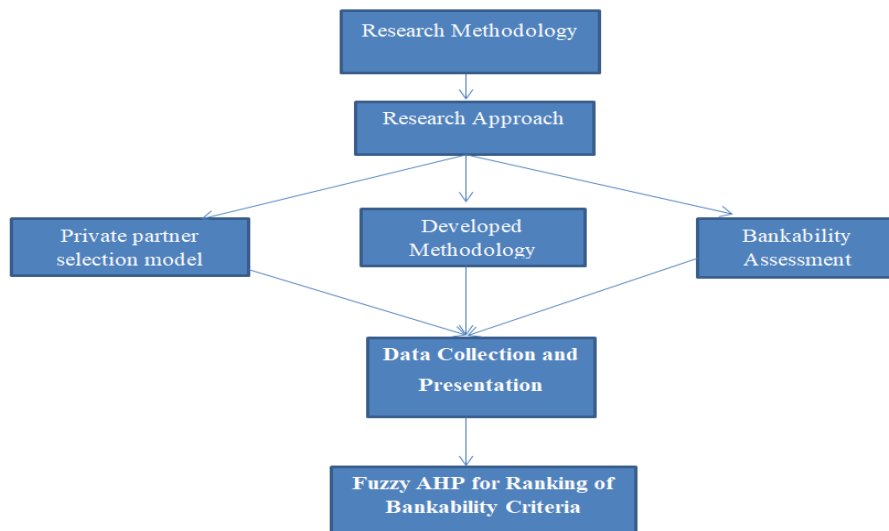 Research Methodology
Research Approach
Private partner
selection model
Developed
Methodology
Bankability
Assessment
Data Collection and
Presentation
Fuzzy AHP for Ranking of
Bankability Criteria